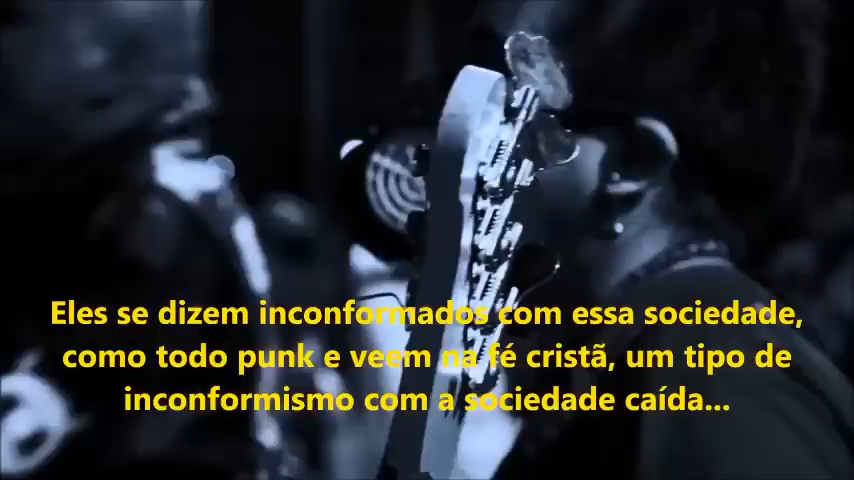 Eles se dizem inconformados com essa sociedade,
como todo punk e veem na fé cristã, um tipo de
inconformismo com a sociedade caída...